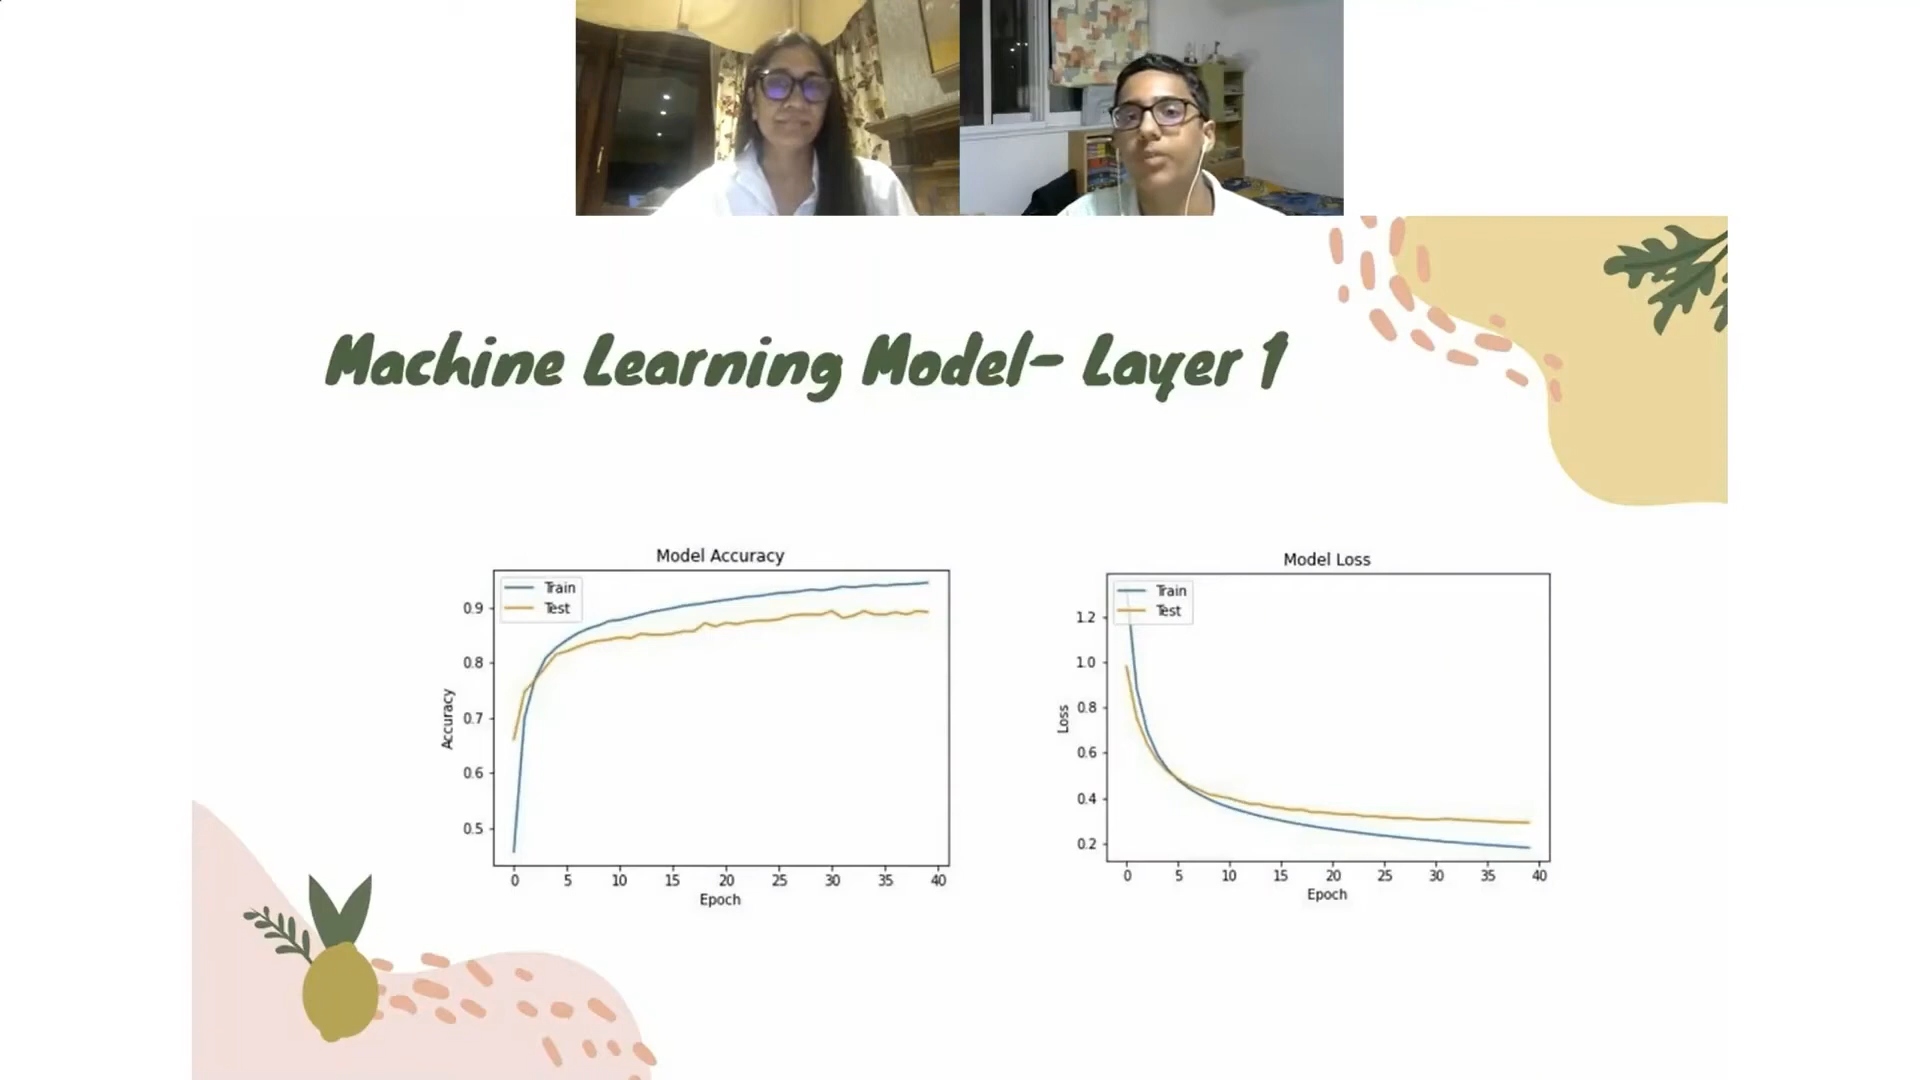 Machine Learning Model- Layer 1
Model Accuracy
Train
Test
0.9
0.8
0.7
0.6
0.5
Accuracy
0 5 10 15 20 25 30 35 40
Epoch
Model Loss
Train
Test
1.2
1.0
0.8
0.6
0.4
0.2
Loss
0 5 10 15 20 25 30 35 40
Epoch